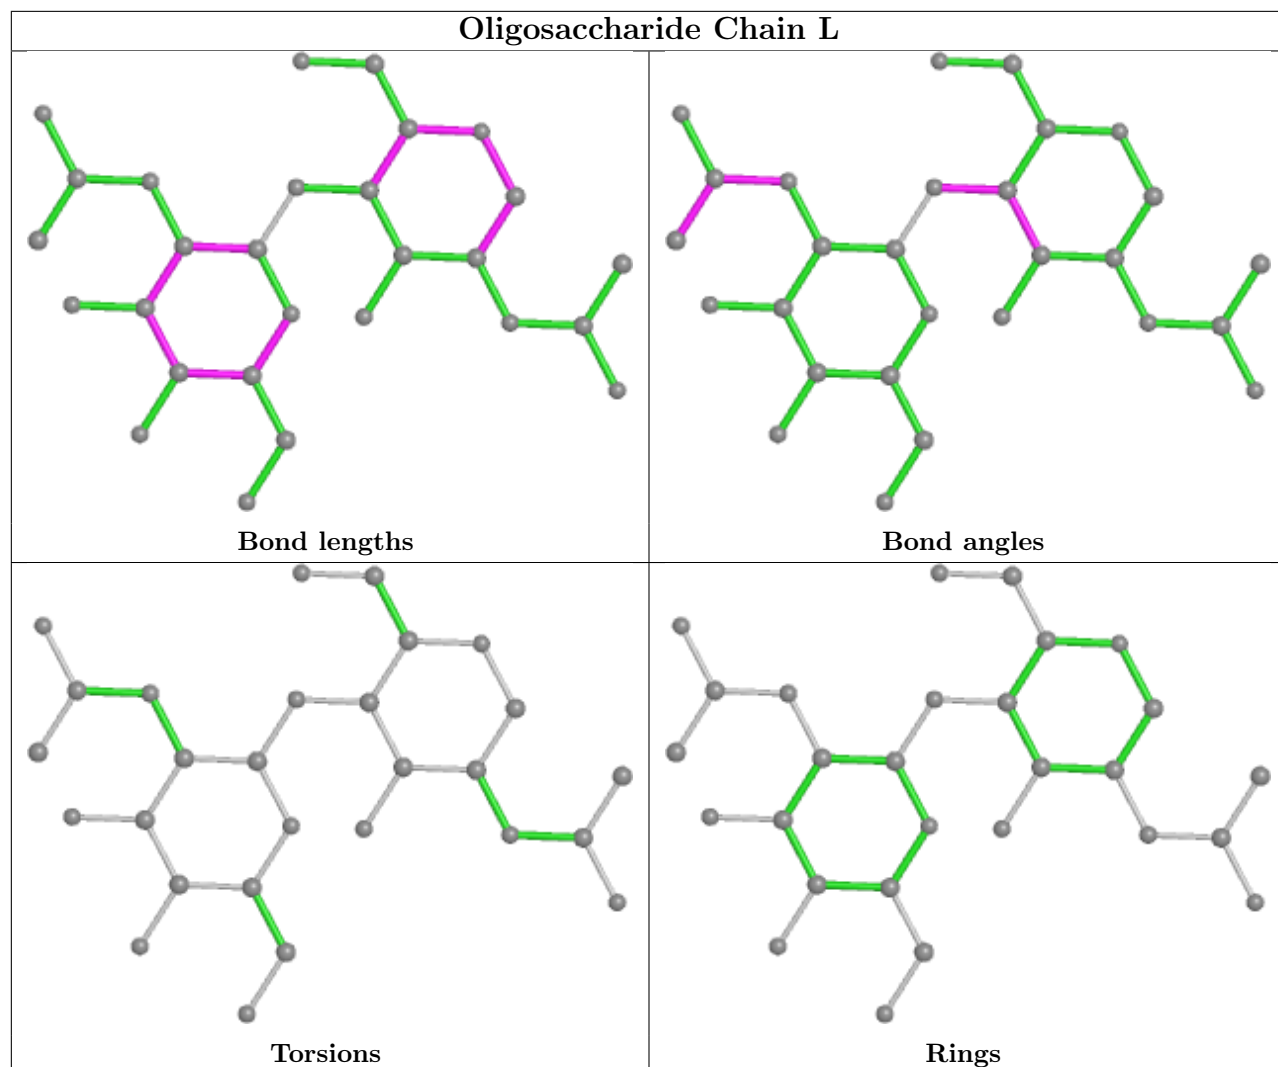 Oligosaccharide Chain L
Bond lengths
Bond angles
Torsions
Rings